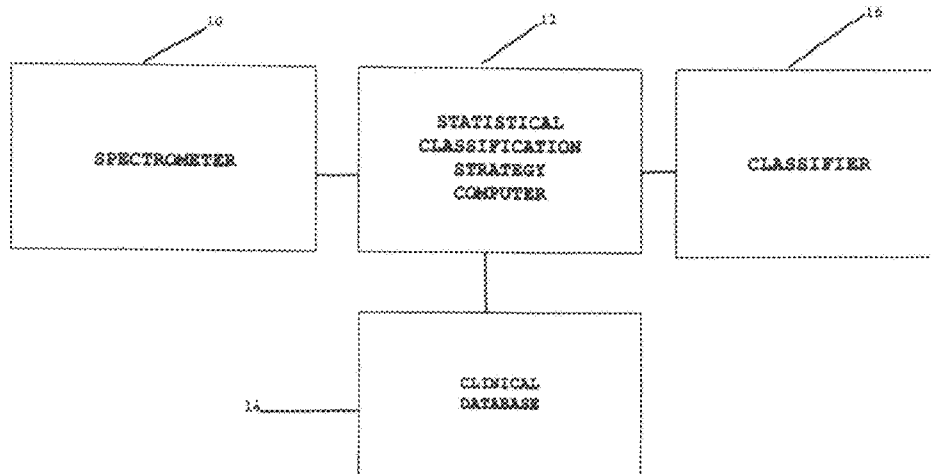 10
12
16
SPECTROMETER
STATISTICAL
CLASSIFICATION
STRATEGY
COMPUTER
CLASSIFIER
14
CLINICAL
DATABASE